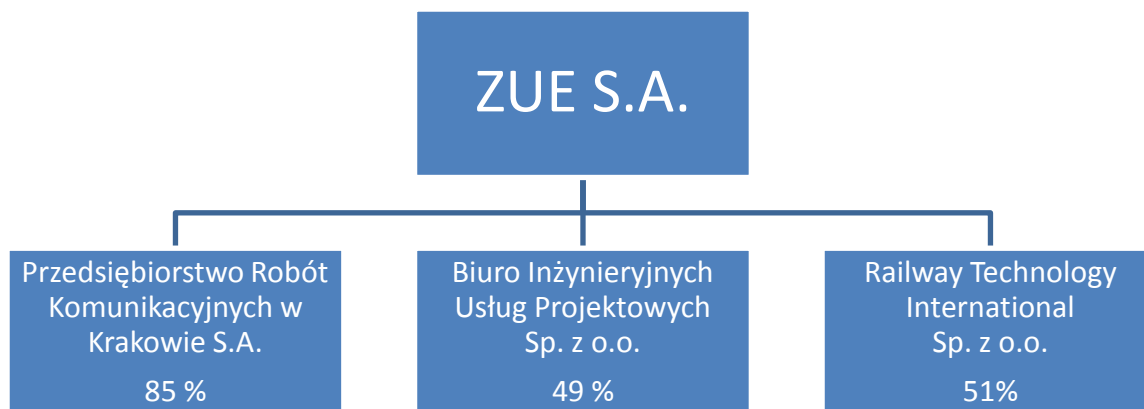 ZUE S.A.
Przedsiębiorstwo Robót
Komunikacyjnych w
Krakowie S.A.
85 %
Biuro Inżynieryjnych
Usług Projektowych
Sp. z o.o.
49 %
Railway Technology
International
Sp. z o.o.
51%